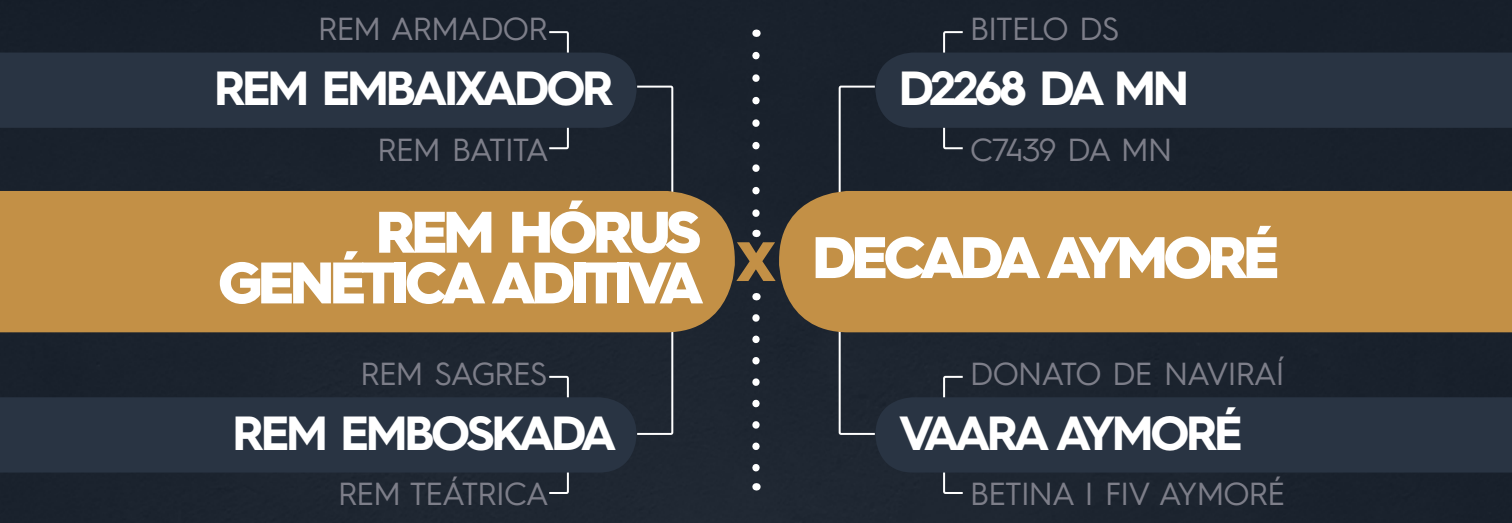 REM ARMADOR
REM EMBAIXADOR
REM BATITA
REM HÓRUS
GENÉTICA ADITIVA
REM SAGRES
REM EMBOSKADA
REM TEÁTRICA
X
BITELO DS
D2268 DA MN
C7439 DA MN
DECADA AYMORÉ
DONATO DE NAVIRAÍ
VAARA AYMORÉ
BETINA I FIV AYMORÉ